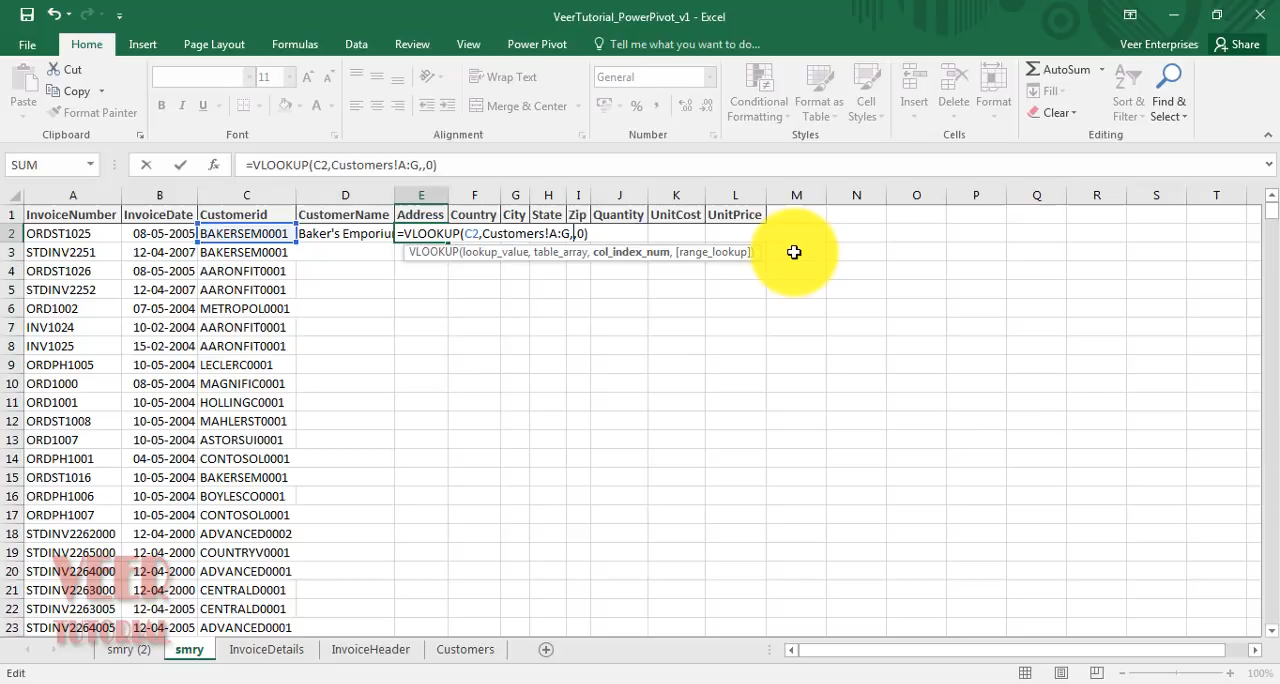 VeerTutorial_PowerPivot_v1 - Excel
File Home Insert Page Layout Formulas Data Review View Power Pivot Tell me what you want to do... Veer Enterprises Share
Cut
Copy
Format Painter
Paste
Clipboard
11
B I U
Font
Wrap Text
Merge & Center
Alignment
General
% ,
Number
Conditional Formatting
Format as Table
Cell Styles
Styles
Insert Delete Format
Cells
AutoSum
Fill
Clear
Sort & Filter
Find & Select
Editing
SUM =VLOOKUP(C2,Customers!A:G,,0)
A B C D E F G H I J K L M N O P Q R S T
1 InvoiceNumber InvoiceDate Customerid CustomerName Address Country City State Zip Quantity UnitCost UnitPrice
2 ORDST1025 08-05-2005 BAKERSEM0001 Baker's Emporium =VLOOKUP(C2,Customers!A:G,,0)
VLOOKUP(lookup_value, table_array, col_index_num, [range_lookup])
3 STDINV2251 12-04-2007 BAKERSEM0001
4 ORDST1026 08-05-2005 AARONFIT0001
5 STDINV2252 12-04-2007 AARONFIT0001
6 ORD1002 07-05-2004 METROPOL0001
7 INV1024 10-02-2004 AARONFIT0001
8 INV1025 15-02-2004 AARONFIT0001
9 ORDPH1005 10-05-2004 LECLERC0001
10 ORD1000 08-05-2004 MAGNIFIC0001
11 ORD1001 10-05-2004 HOLLINGC0001
12 ORDST1008 10-05-2004 MAHLERST0001
13 ORD1007 10-05-2004 ASTORSUI0001
14 ORDPH1001 04-05-2004 CONTOSOL0001
15 ORDST1016 10-05-2004 BAKERSEM0001
16 ORDPH1006 10-05-2004 BOYLESCO0001
17 ORDPH1007 10-05-2004 CONTOSOL0001
18 STDINV2262000 12-04-2000 ADVANCED0002
19 STDINV2265000 12-04-2000 COUNTRYV0001
20 STDINV2264000 12-04-2000 ADVANCED0001
21 STDINV2263000 12-04-2000 CENTRALD0001
22 STDINV2263005 12-04-2005 CENTRALD0001
23 STDINV2264005 12-04-2005 ADVANCED0001
VEER
TUTORIAL
smry (2) smry InvoiceDetails InvoiceHeader Customers
Edit 100%